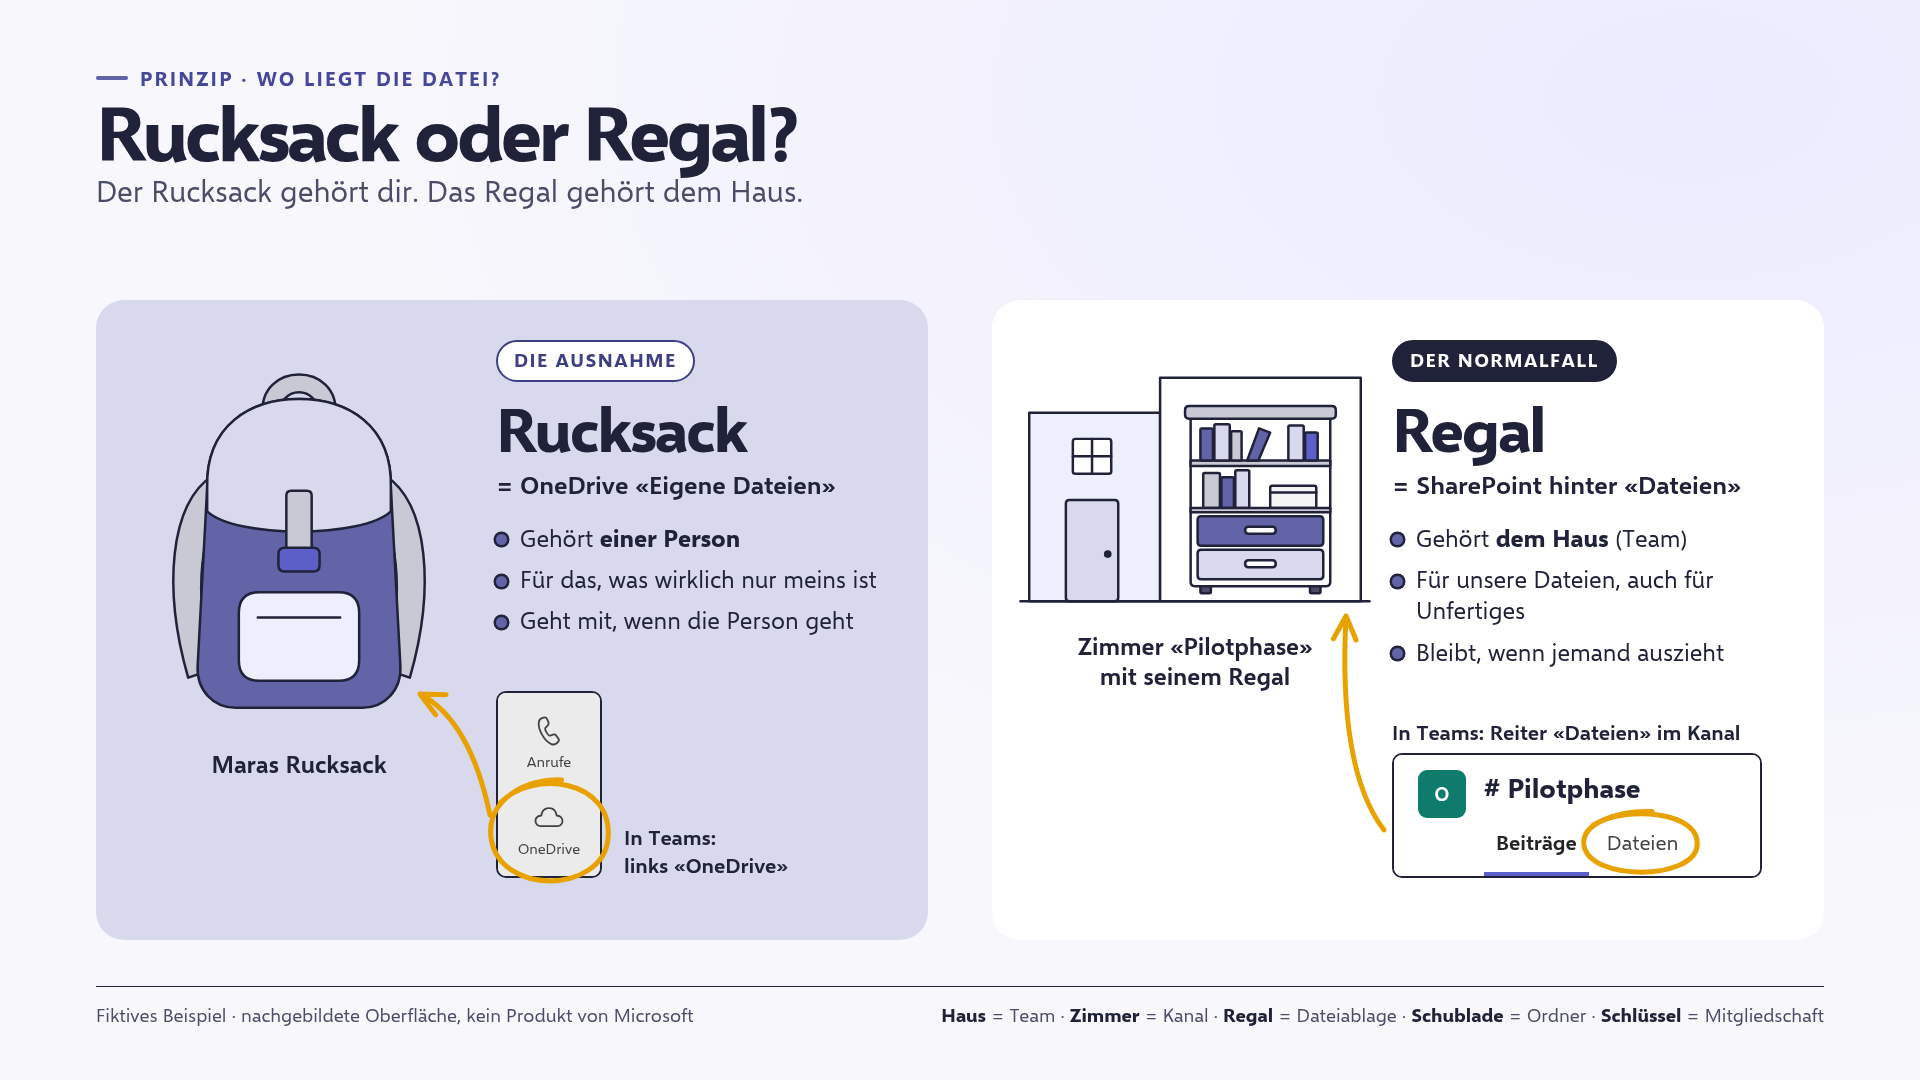 PRINZIP · WO LIEGT DIE DATEI?
Rucksack oder Regal?
Der Rucksack gehört dir. Das Regal gehört dem Haus.
DIE AUSNAHME
Rucksack
= OneDrive «Eigene Dateien»
Gehört einer Person
Für das, was wirklich nur meins ist
Geht mit, wenn die Person geht
Maras Rucksack
Anrufe
OneDrive
In Teams:
links «OneDrive»
DER NORMALFALL
Regal
= SharePoint hinter «Dateien»
Gehört dem Haus (Team)
Für unsere Dateien, auch für
Unfertiges
Bleibt, wenn jemand auszieht
Zimmer «Pilotphase»
mit seinem Regal
In Teams: Reiter «Dateien» im Kanal
O
# Pilotphase
Beiträge
Dateien
Fiktives Beispiel · nachgebildete Oberfläche, kein Produkt von Microsoft
Haus = Team · Zimmer = Kanal · Regal = Dateiablage · Schublade = Ordner · Schlüssel = Mitgliedschaft